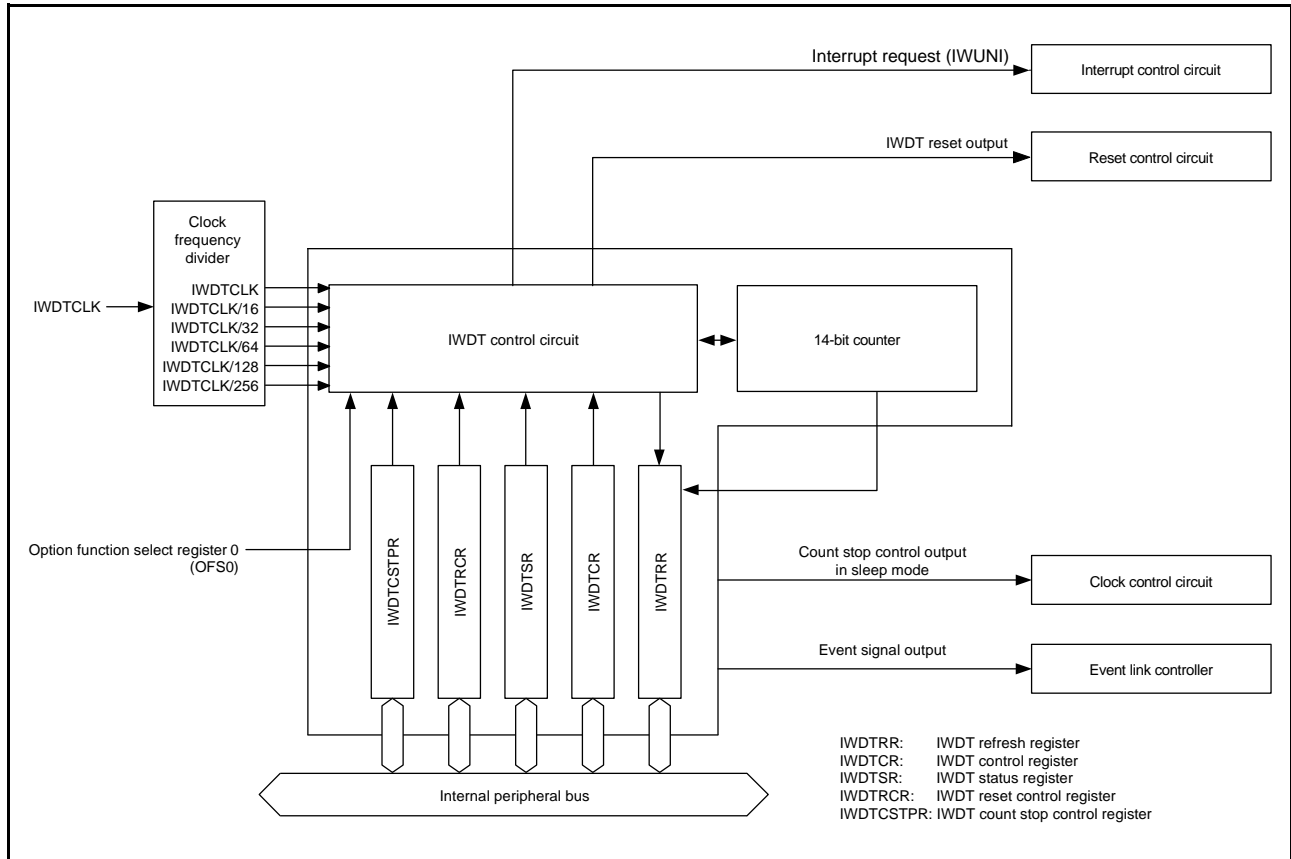 Interrupt request (IWUNI)
Interrupt control circuit
IWDT reset output
Reset control circuit
Clock
frequency
divider
IWDTCLK
IWDTCLK
IWDTCLK/16
IWDTCLK/32
IWDTCLK/64
IWDTCLK/128
IWDTCLK/256
IWDT control circuit
14-bit counter
Option function select register 0
(OFS0)
IWDTCSTPR
IWDTRCR
IWDTSR
IWDTCR
IWDTRR
Count stop control output
in sleep mode
Clock control circuit
Event signal output
Event link controller
Internal peripheral bus
IWDTRR: IWDT refresh register
IWDTCR: IWDT control register
IWDTSR: IWDT status register
IWDTRCR: IWDT reset control register
IWDTCSTPR: IWDT count stop control register